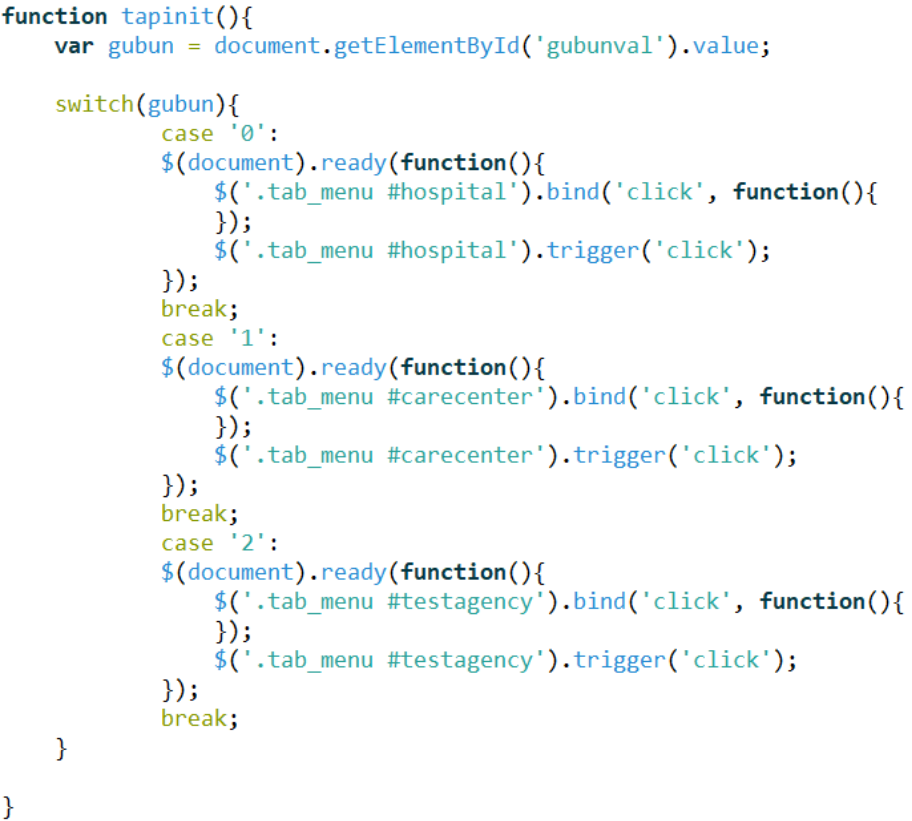 function tapinit(){
    var gubun = document.getElementById('gubunval').value;

    switch(gubun){
            case '0':
            $(document).ready(function(){
                $('.tab_menu #hospital').bind('click', function(){
                });
                $('.tab_menu #hospital').trigger('click');
            });
            break;
            case '1':
            $(document).ready(function(){
                $('.tab_menu #carecenter').bind('click', function(){
                });
                $('.tab_menu #carecenter').trigger('click');
            });
            break;
            case '2':
            $(document).ready(function(){
                $('.tab_menu #testagency').bind('click', function(){
                });
                $('.tab_menu #testagency').trigger('click');
            });
            break;
    }

}